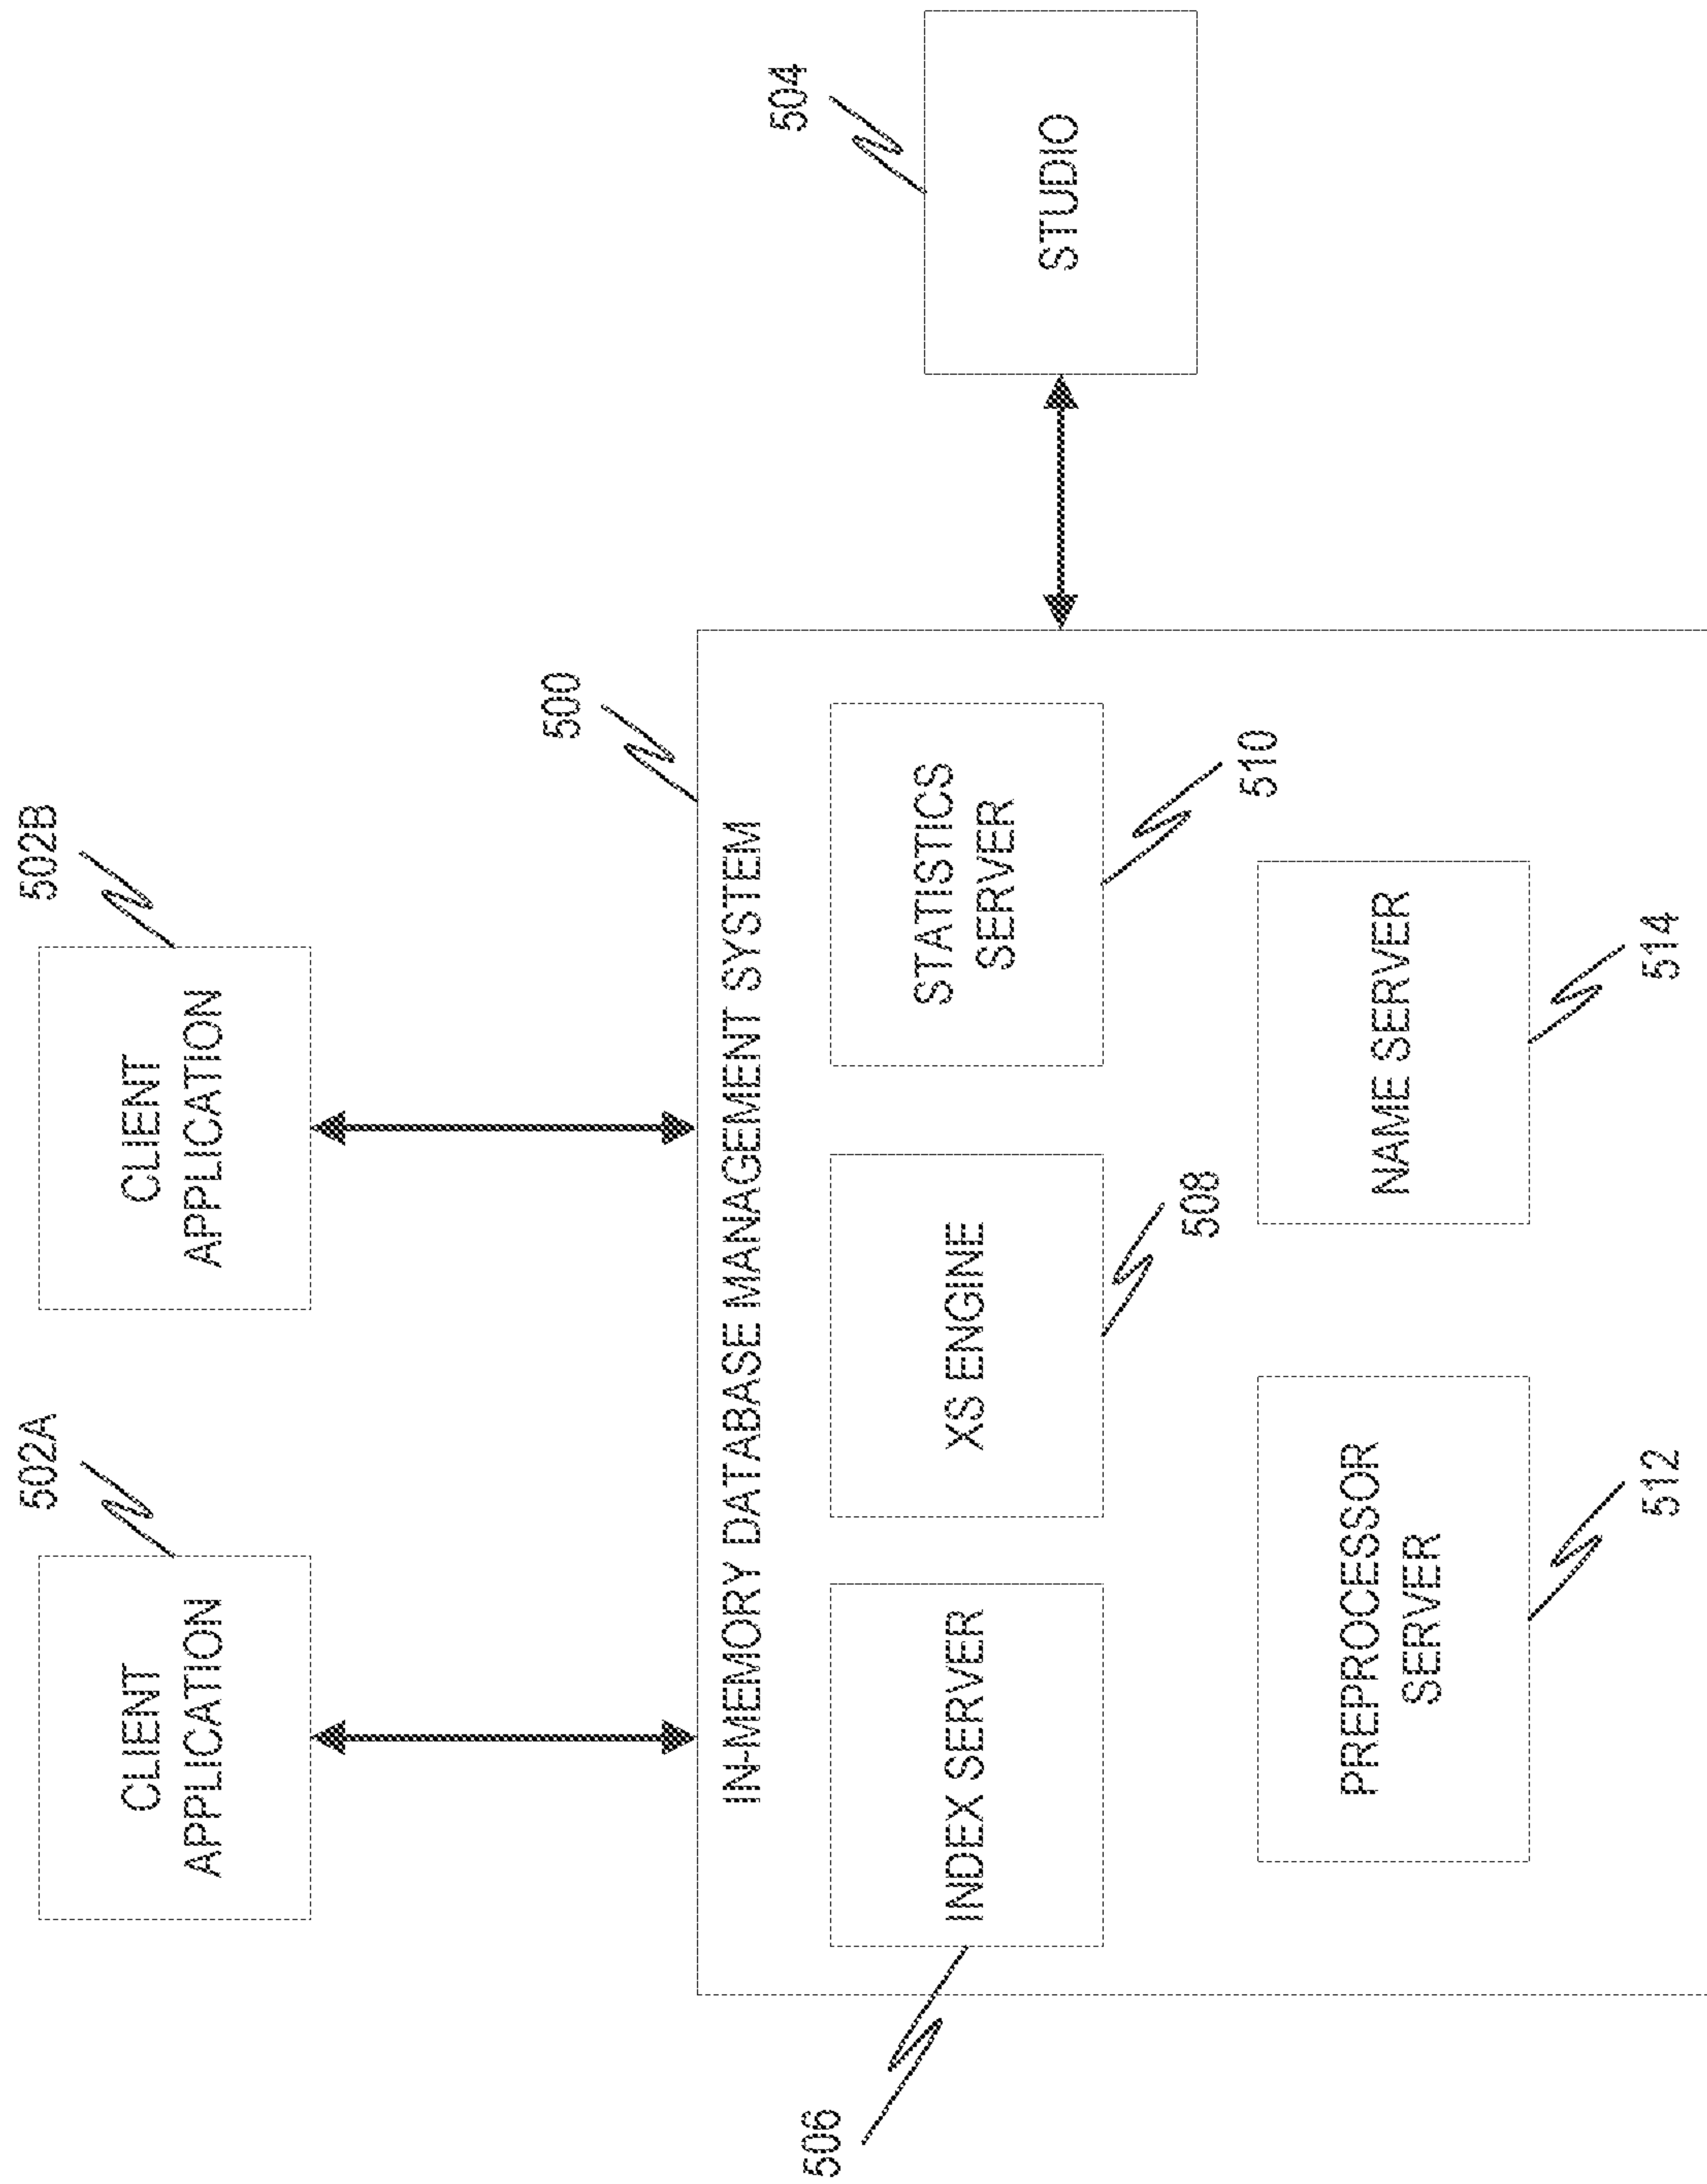 502A
502B
CLIENT
APPLICATION
CLIENT
APPLICATION
500
504
IN-MEMORY DATABASE MANAGEMENT SYSTEM
STUDIO
506
INDEX SERVER
XS ENGINE
STATISTICS
SERVER
508
510
PREPROCESSOR
SERVER
NAME SERVER
512
514